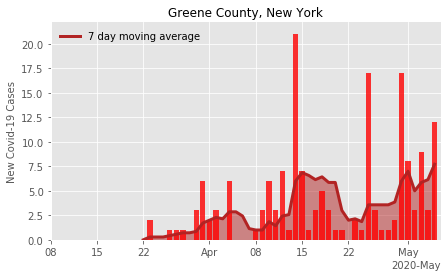 Greene County, New York
7 day moving average
New Covid-19 Cases
20.0
17.5
15.0
12.5
10.0
7.5
5.0
2.5
0.0
08 15 22 Apr 08 15 22 May
2020-May